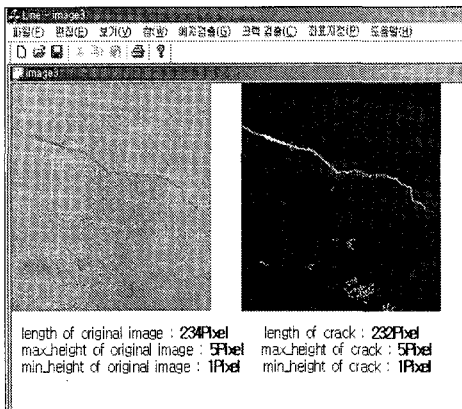 Line - image3
파일(F) 편집(E) 보기(V) 창(W) 에지검출(G) 크랙 검출(C) 좌표지정(P) 도움말(H)
image3
length of original image : 234Pixel
max_height of original image : 5Pixel
min_height of original image : 1Pixel
length of crack : 232Pixel
max_height of crack : 5Pixel
min_height of crack : 1Pixel